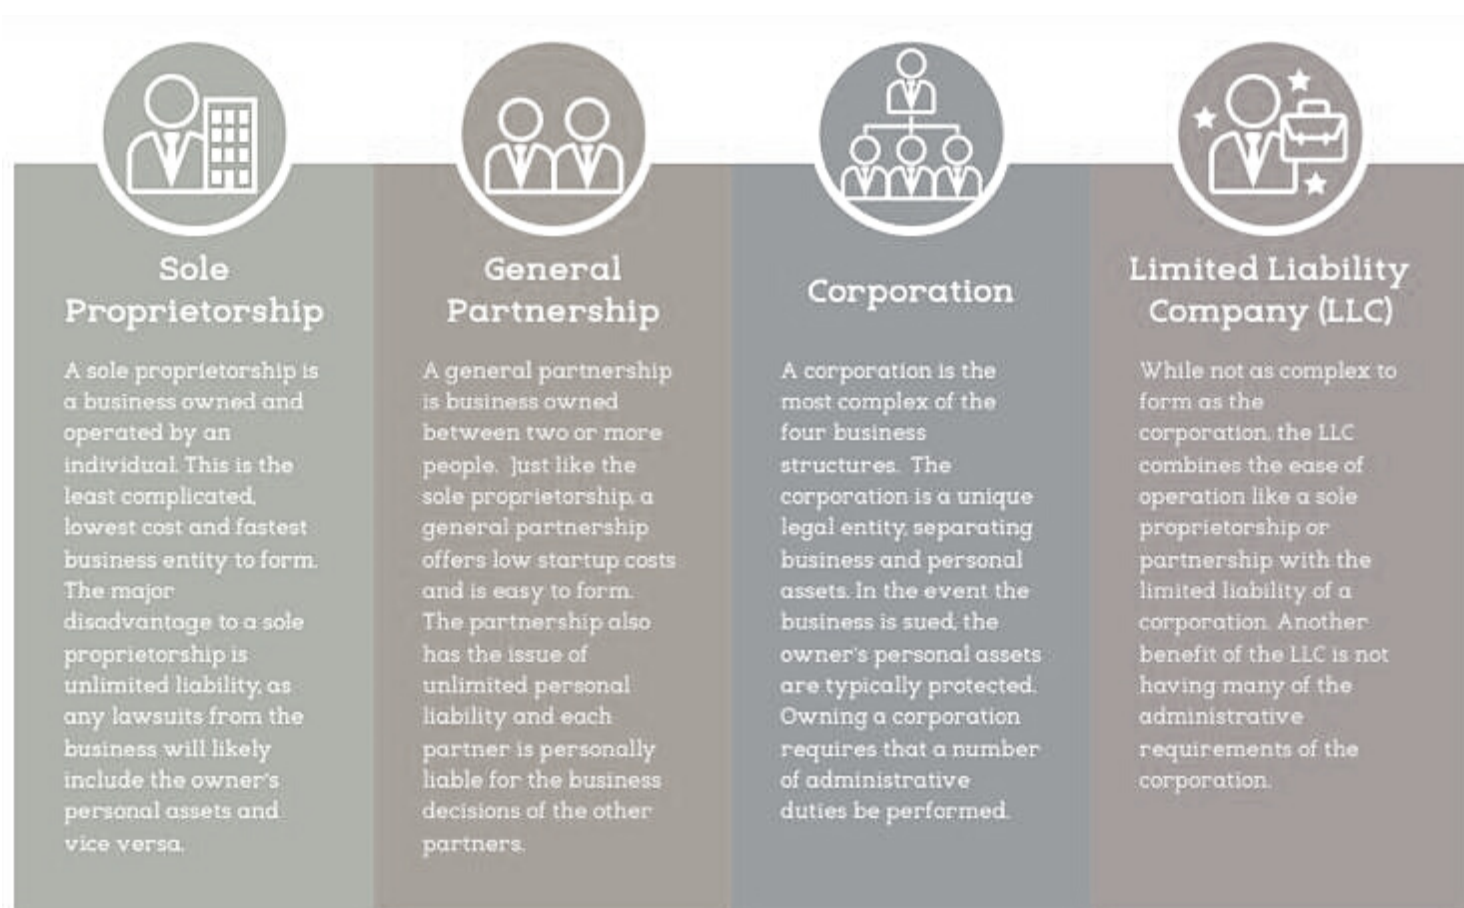 Sole
Proprietorship
A sole proprietorship is
a business owned and
operated by an
individual. This is the
least complicated,
lowest cost and fastest
business entity to form.
The major
disadvantage to a sole
proprietorship is
unlimited liability, as
any lawsuits from the
business will likely
include the owner's
personal assets and
vice versa.
General
Partnership
A general partnership
is business owned
between two or more
people.  Just like the
sole proprietorship, a
general partnership
offers low startup costs
and is easy to form.
The partnership also
has the issue of
unlimited personal
liability and each
partner is personally
liable for the business
decisions of the other
partners.
Corporation
A corporation is the
most complex of the
four business
structures.  The
corporation is a unique
legal entity, separating
business and personal
assets. In the event the
business is sued, the
owner's personal assets
are typically protected.
Owning a corporation
requires that a number
of administrative
duties be performed.
Limited Liability
Company (LLC)
While not as complex to
form as the
corporation, the LLC
combines the ease of
operation like a sole
proprietorship or
partnership with the
limited liability of a
corporation. Another
benefit of the LLC is not
having many of the
administrative
requirements of the
corporation.